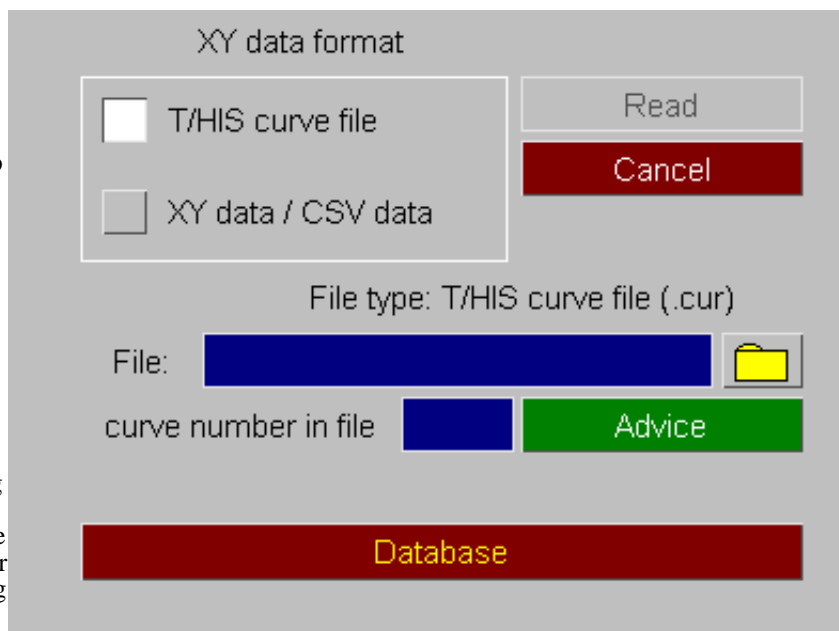 XY data format
T/HIS curve file
Read
Cancel
XY data / CSV data
File type: T/HIS curve file (.cur)
File:
curve number in file
Advice
Database